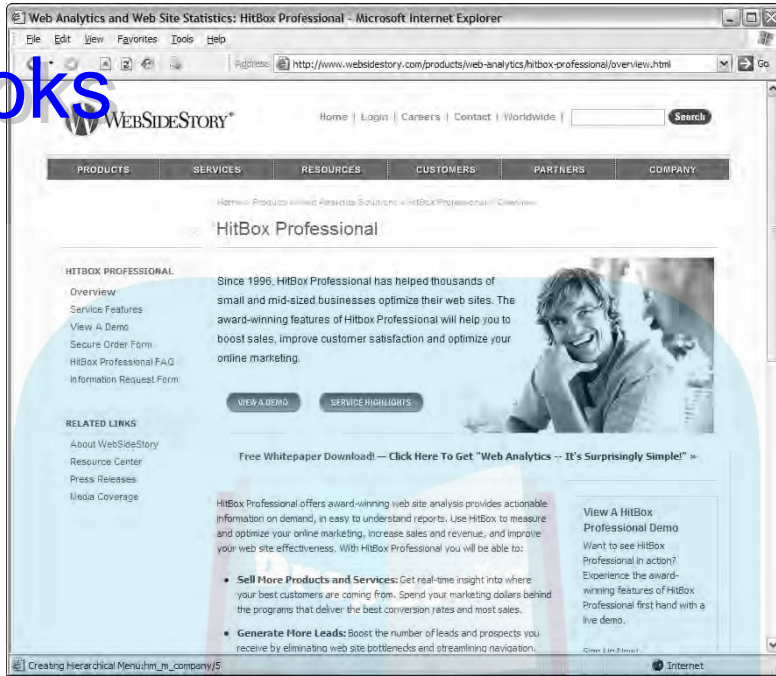 Web Analytics and Web Site Statistics: HitBox Professional - Microsoft Internet Explorer
File Edit View Favorites Tools Help
Address http://www.websidestory.com/products/web-analytics/hitbox-professional/overview.html Go
oks
WEBSIDESTORY®
Home | Login | Careers | Contact | Worldwide | Search
PRODUCTS SERVICES RESOURCES CUSTOMERS PARTNERS COMPANY
Home » Products » Web Analytics Solutions » HitBox Professional » Overview
HitBox Professional
HITBOX PROFESSIONAL
Overview
Service Features
View A Demo
Secure Order Form
HitBox Professional FAQ
Information Request Form
RELATED LINKS
About WebSideStory
Resource Center
Press Releases
Media Coverage
Since 1996, HitBox Professional has helped thousands of
small and mid-sized businesses optimize their web sites. The
award-winning features of Hitbox Professional will help you to
boost sales, improve customer satisfaction and optimize your
online marketing.
VIEW A DEMO SERVICE HIGHLIGHTS
Free Whitepaper Download! — Click Here To Get "Web Analytics -- It's Surprisingly Simple!" »
HitBox Professional offers award-winning web site analysis provides actionable
information on demand, in easy to understand reports. Use HitBox to measure
and optimize your online marketing, increase sales and revenue, and improve
your web site effectiveness. With HitBox Professional you will be able to:
• Sell More Products and Services: Get real-time insight into where
your best customers are coming from. Spend your marketing dollars behind
the programs that deliver the best conversion rates and most sales.
• Generate More Leads: Boost the number of leads and prospects you
receive by eliminating web site bottlenecks and streamlining navigation.
View A HitBox
Professional Demo
Want to see HitBox
Professional in action?
Experience the award-
winning features of HitBox
Professional first hand with a
live demo.
Sign Up Now!
Creating Hierarchical Menu:hm_m_company/5 Internet